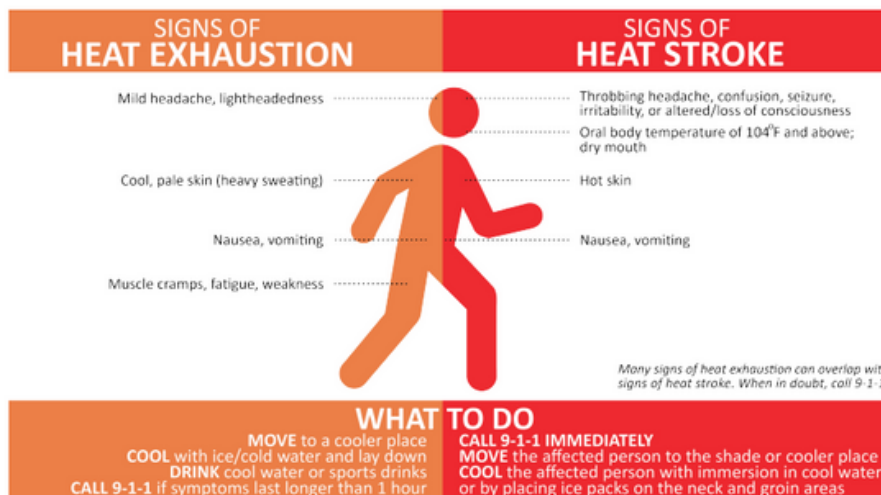 SIGNS OF
HEAT EXHAUSTION
Mild headache, lightheadedness
Cool, pale skin (heavy sweating)
Nausea, vomiting
Muscle cramps, fatigue, weakness
SIGNS OF
HEAT STROKE
Throbbing headache, confusion, seizure,
irritability, or altered/loss of consciousness
Oral body temperature of 104°F and above;
dry mouth
Hot skin
Nausea, vomiting
Many signs of heat exhaustion can overlap wit
signs of heat stroke. When in doubt, call 9-1-1
WHAT TO DO
MOVE to a cooler place
COOL with ice/cold water and lay down
DRINK cool water or sports drinks
CALL 9-1-1 if symptoms last longer than 1 hour
CALL 9-1-1 IMMEDIATELY
MOVE the affected person to the shade or cooler place
COOL the affected person with immersion in cool water
or by placing ice packs on the neck and groin areas